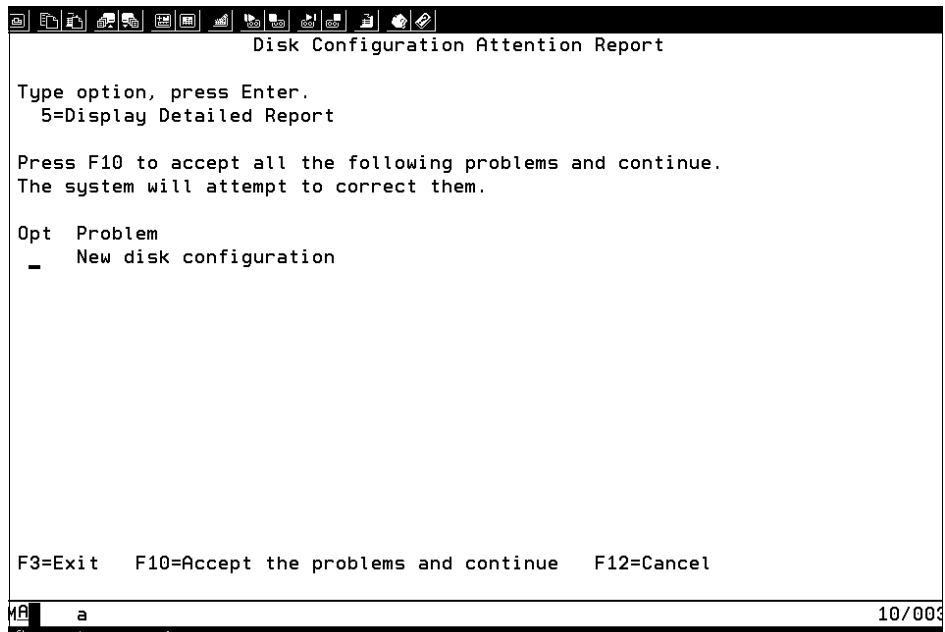 Disk Configuration Attention Report
Type option, press Enter.
5=Display Detailed Report
Press F10 to accept all the following problems and continue.
The system will attempt to correct them.
Opt Problem
_ New disk configuration
F3=Exit F10=Accept the problems and continue F12=Cancel
MA a 10/003